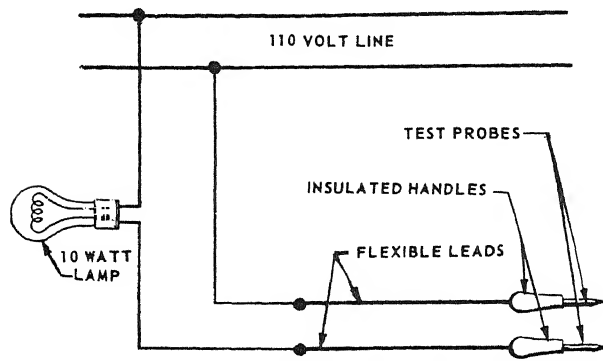 110 VOLT LINE
TEST PROBES
INSULATED HANDLES
10 WATT
LAMP
FLEXIBLE LEADS